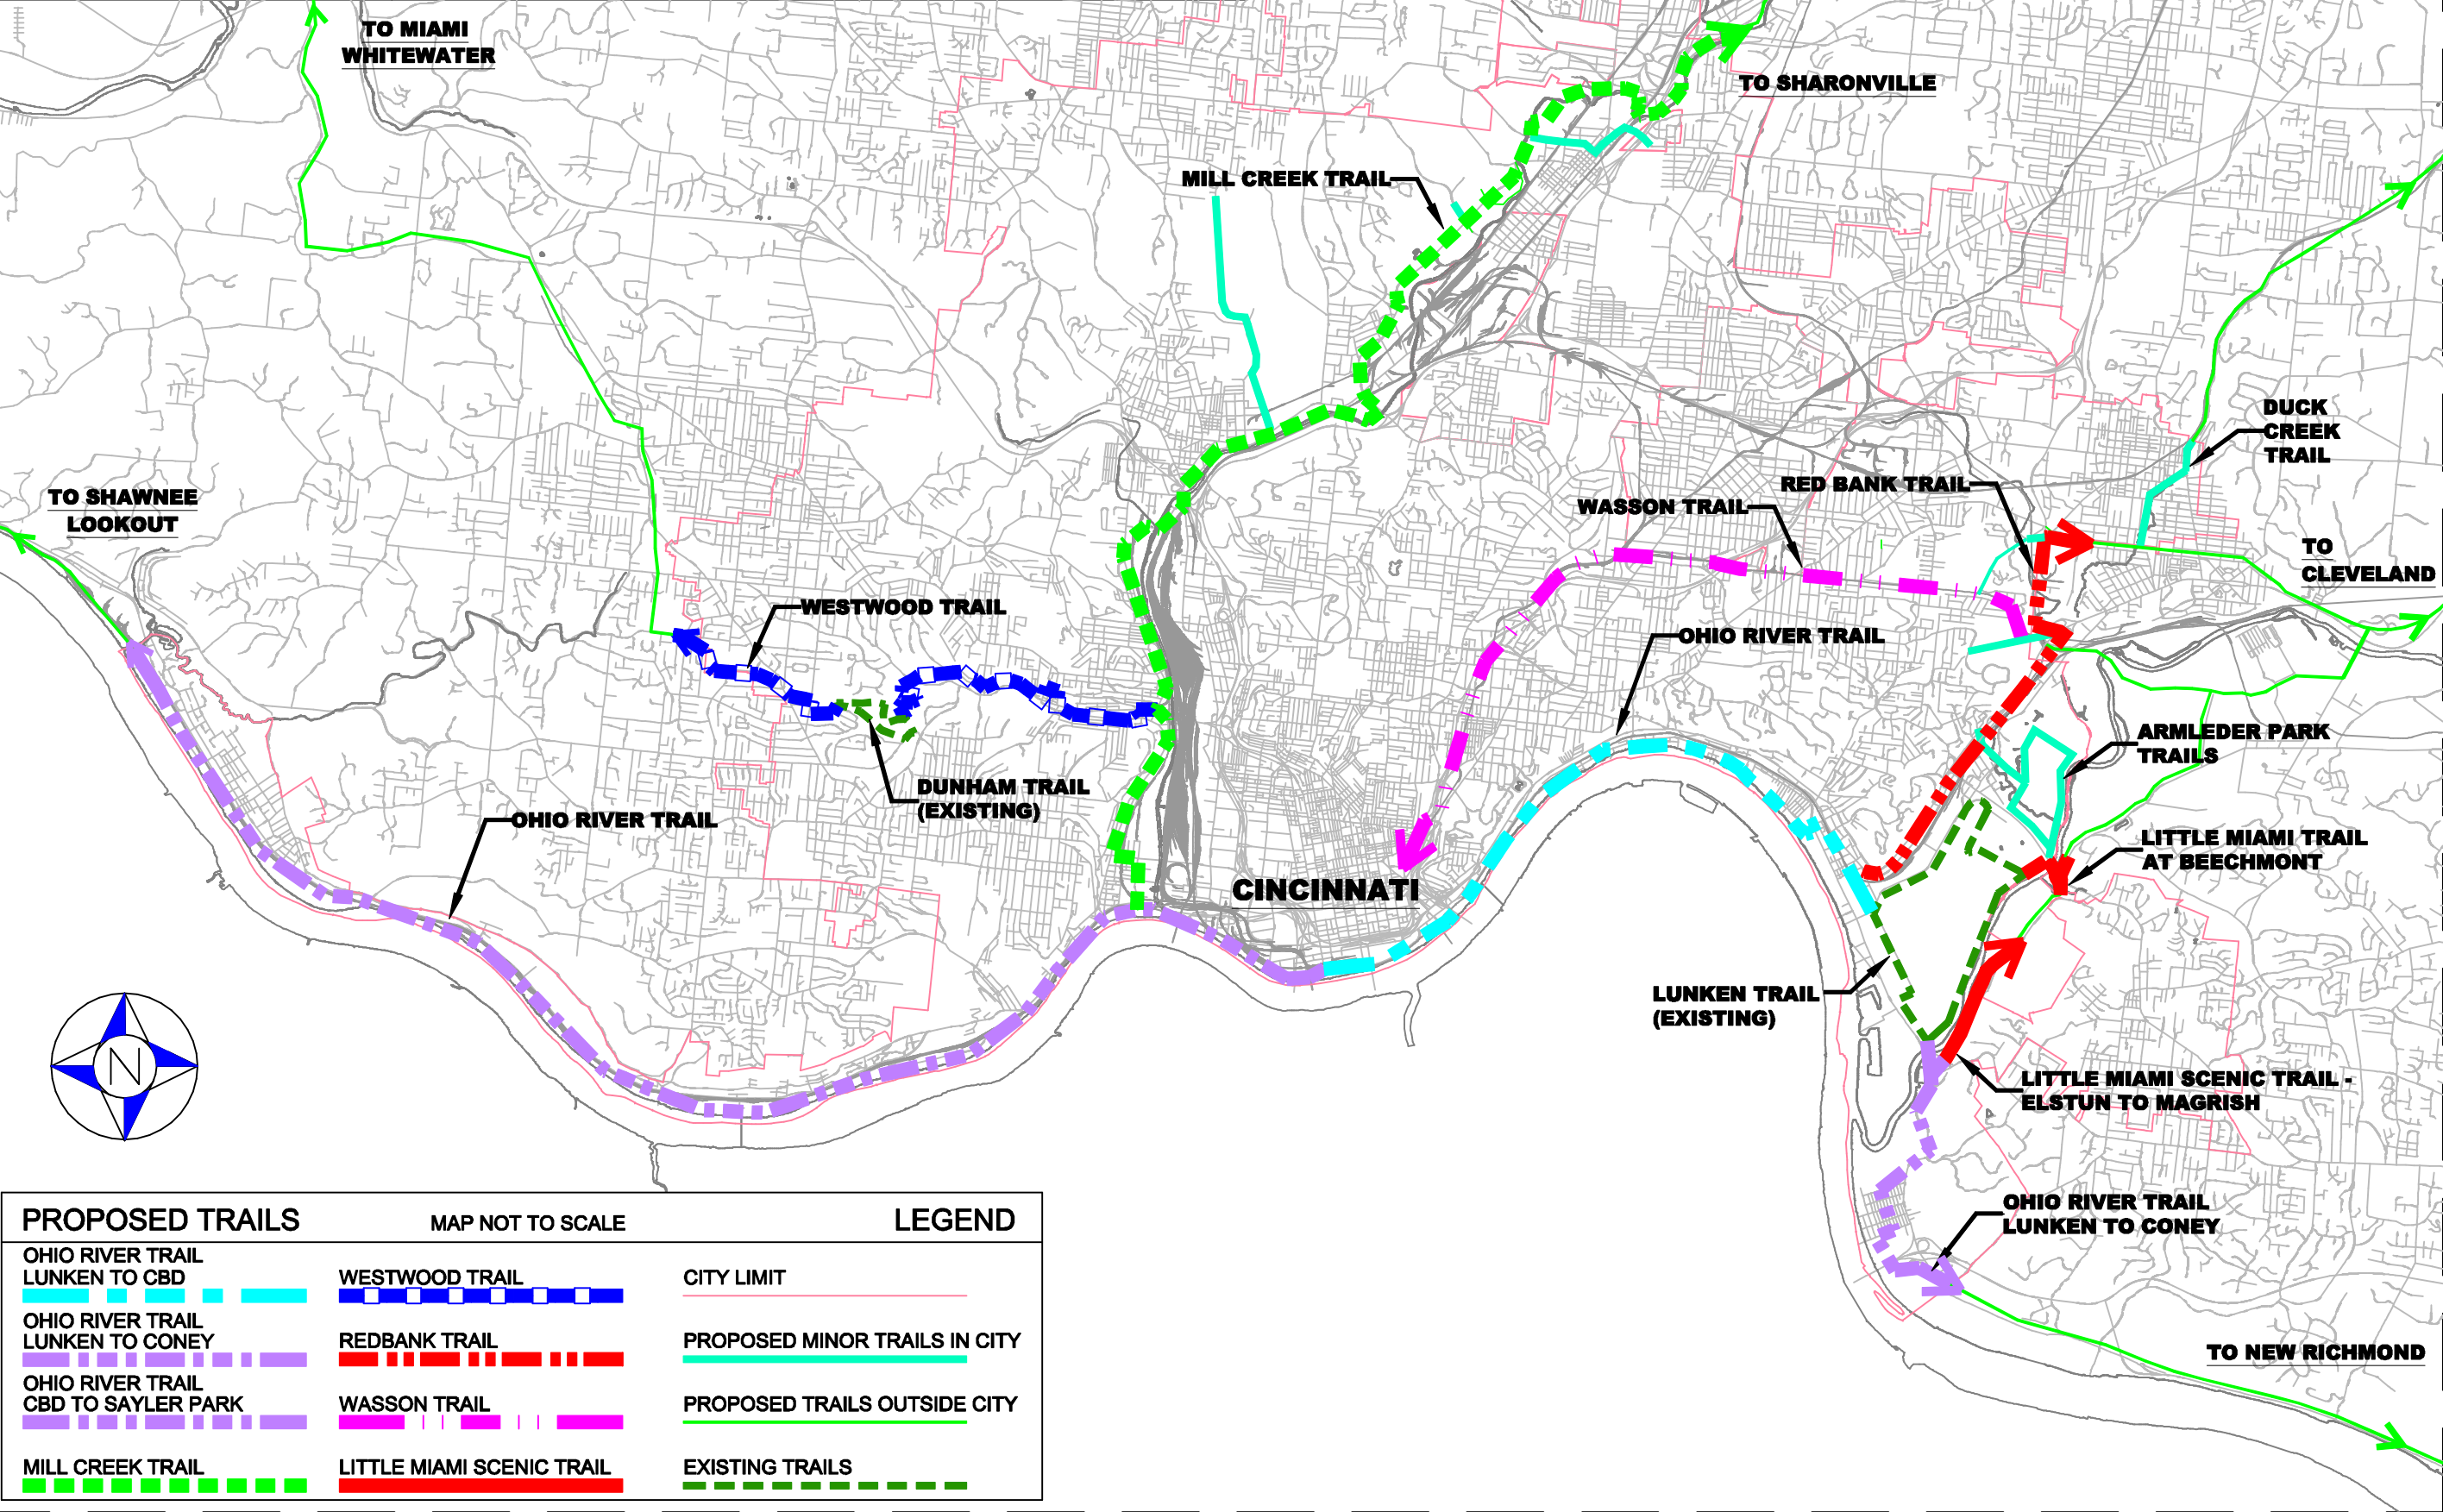 TO MIAMI
WHITEWATER
TO SHARONVILLE
MILL CREEK TRAIL
DUCK
CREEK
TRAIL
RED BANK TRAIL
WASSON TRAIL
TO SHAWNEE
LOOKOUT
TO
CLEVELAND
WESTWOOD TRAIL
OHIO RIVER TRAIL
ARMLEDER PARK
TRAILS
DUNHAM TRAIL
(EXISTING)
OHIO RIVER TRAIL
LITTLE MIAMI TRAIL
AT BEECHMONT
CINCINNATI
LUNKEN TRAIL
(EXISTING)
N
LITTLE MIAMI SCENIC TRAIL -
ELSTUN TO MAGRISH
OHIO RIVER TRAIL
LUNKEN TO CONEY
TO NEW RICHMOND
PROPOSED TRAILS
MAP NOT TO SCALE
LEGEND
OHIO RIVER TRAIL
LUNKEN TO CBD
OHIO RIVER TRAIL
LUNKEN TO CONEY
OHIO RIVER TRAIL
CBD TO SAYLER PARK
MILL CREEK TRAIL
WESTWOOD TRAIL
REDBANK TRAIL
WASSON TRAIL
LITTLE MIAMI SCENIC TRAIL
CITY LIMIT
PROPOSED MINOR TRAILS IN CITY
PROPOSED TRAILS OUTSIDE CITY
EXISTING TRAILS